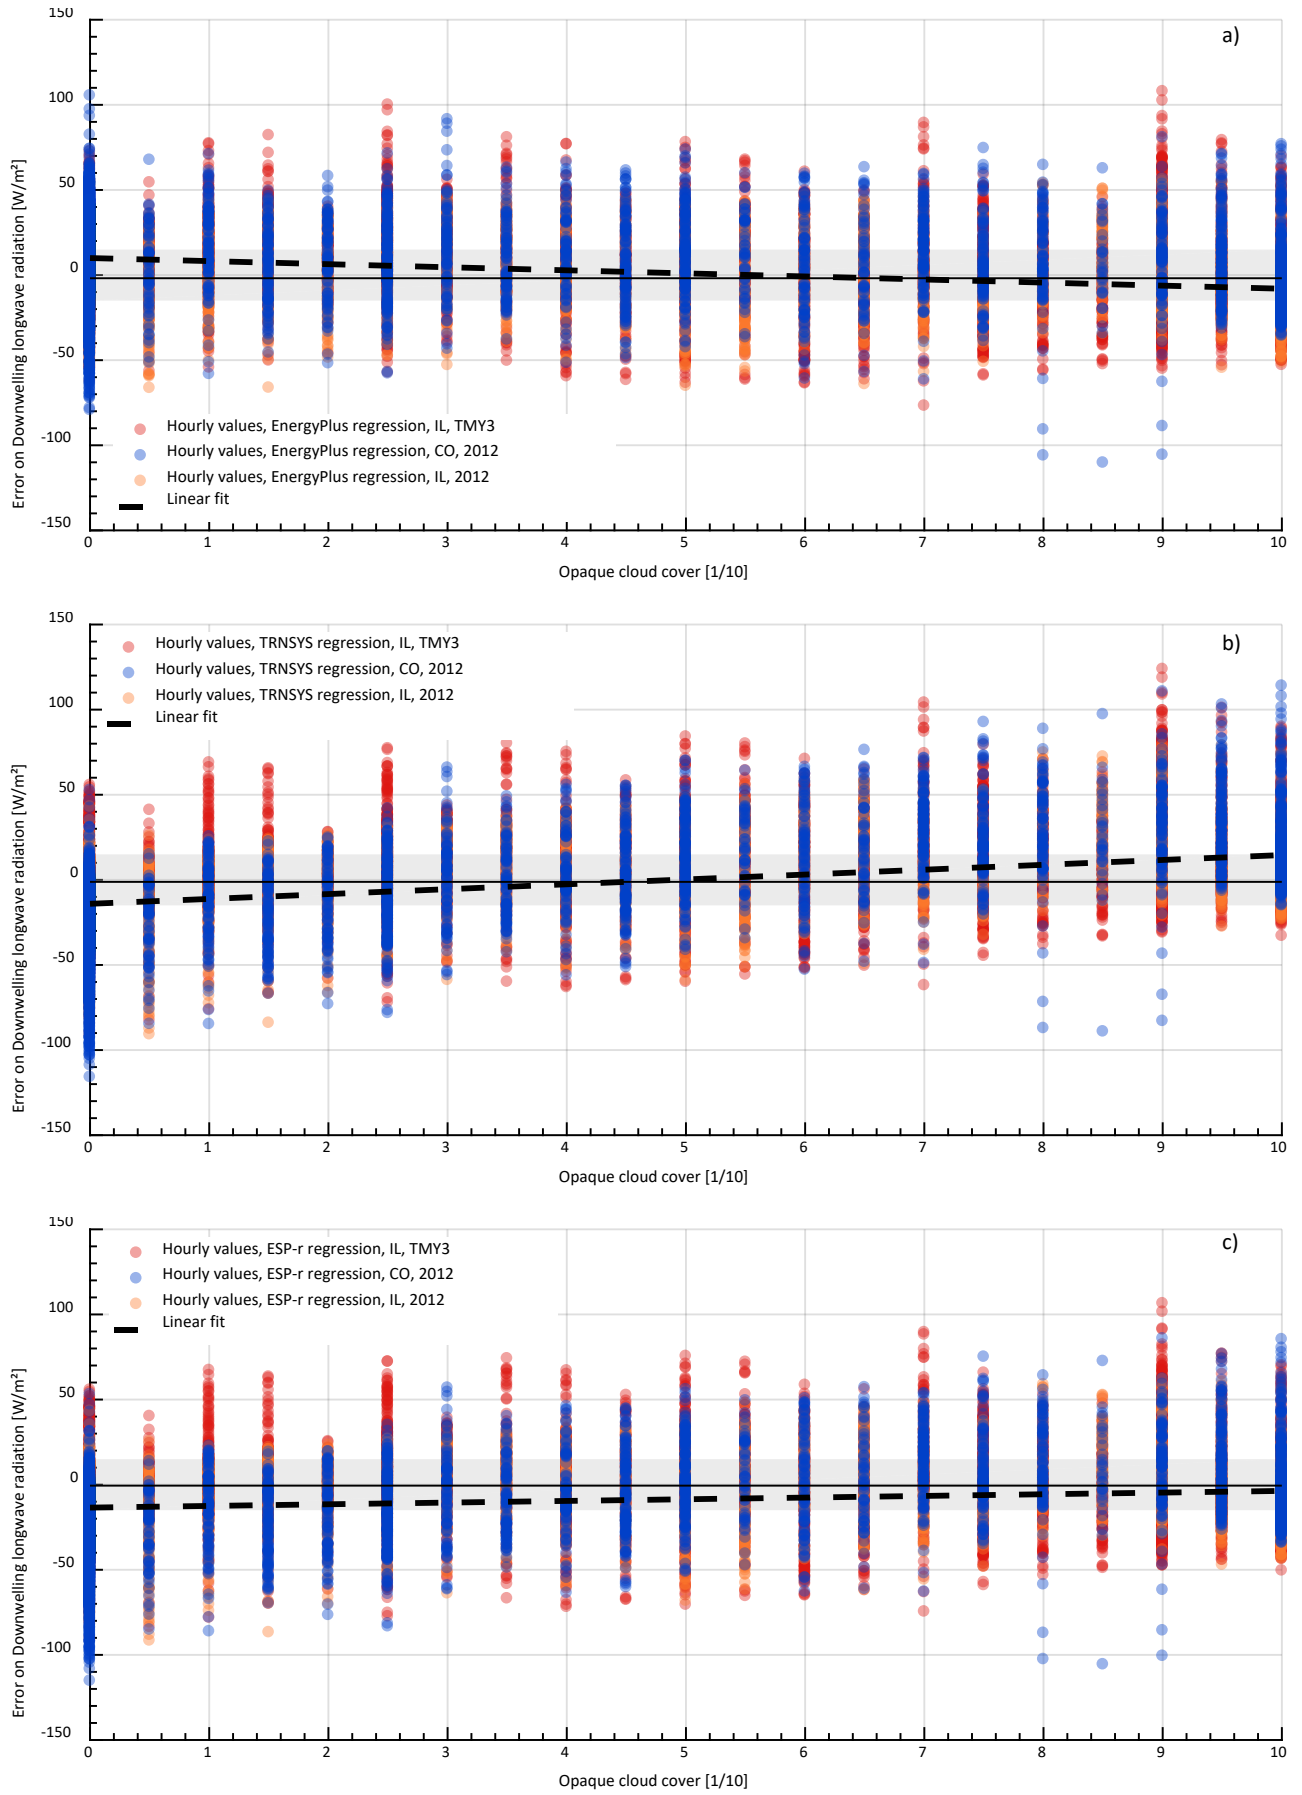 150
a)
100
50
0
-50
-100
-150
Error on Downwelling longwave radiation [W/m²]
Hourly values, EnergyPlus regression, IL, TMY3
Hourly values, EnergyPlus regression, CO, 2012
Hourly values, EnergyPlus regression, IL, 2012
Linear fit
0 1 2 3 4 5 6 7 8 9 10
Opaque cloud cover [1/10]
150
b)
100
50
0
-50
-100
-150
Error on Downwelling longwave radiation [W/m²]
Hourly values, TRNSYS regression, IL, TMY3
Hourly values, TRNSYS regression, CO, 2012
Hourly values, TRNSYS regression, IL, 2012
Linear fit
0 1 2 3 4 5 6 7 8 9 10
Opaque cloud cover [1/10]
150
c)
100
50
0
-50
-100
-150
Error on Downwelling longwave radiation [W/m²]
Hourly values, ESP-r regression, IL, TMY3
Hourly values, ESP-r regression, CO, 2012
Hourly values, ESP-r regression, IL, 2012
Linear fit
0 1 2 3 4 5 6 7 8 9 10
Opaque cloud cover [1/10]